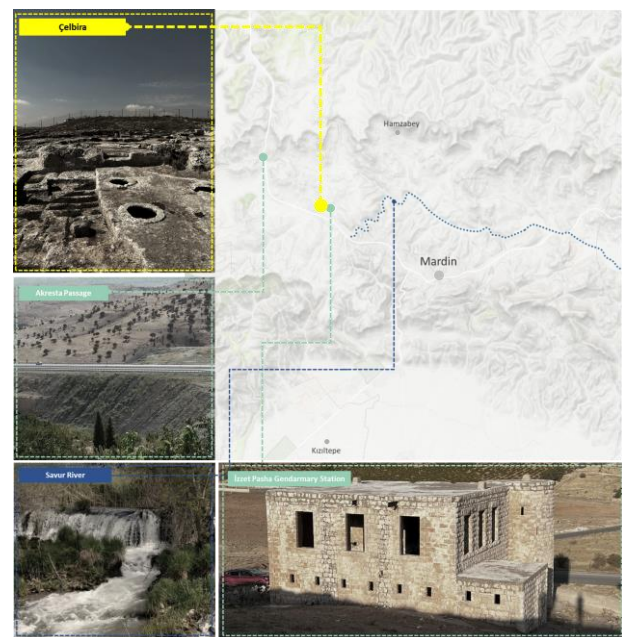 Çelbira
Hamzabey
Mardin
Akresta Passage
Kızıltepe
Savur River
İzzet Pasha Gendarmary Station